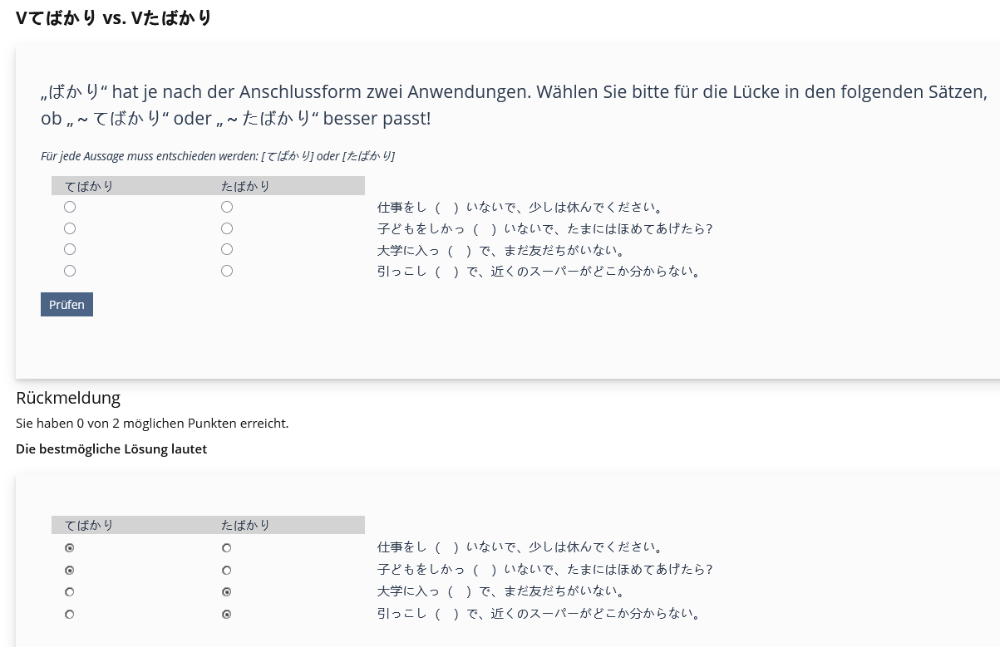 Vてばかり vs. Vたばかり
„ばかり“ hat je nach der Anschlussform zwei Anwendungen. Wählen Sie bitte für die Lücke in den folgenden Sätzen,
ob „ ~ てばかり“ oder „ ~ たばかり“ besser passt!
Für jede Aussage muss entschieden werden: [てばかり] oder [たばかり]
てばかり たばかり
仕事をし（　）いないで、少しは休んでください。
子どもをしかっ（　）いないで、たまにはほめてあげたら?
大学に入っ（　）で、まだ友だちがいない。
引っこし（　）で、近くのスーパーがどこか分からない。
Prüfen
Rückmeldung
Sie haben 0 von 2 möglichen Punkten erreicht.
Die bestmögliche Lösung lautet
てばかり たばかり
仕事をし（　）いないで、少しは休んでください。
子どもをしかっ（　）いないで、たまにはほめてあげたら?
大学に入っ（　）で、まだ友だちがいない。
引っこし（　）で、近くのスーパーがどこか分からない。